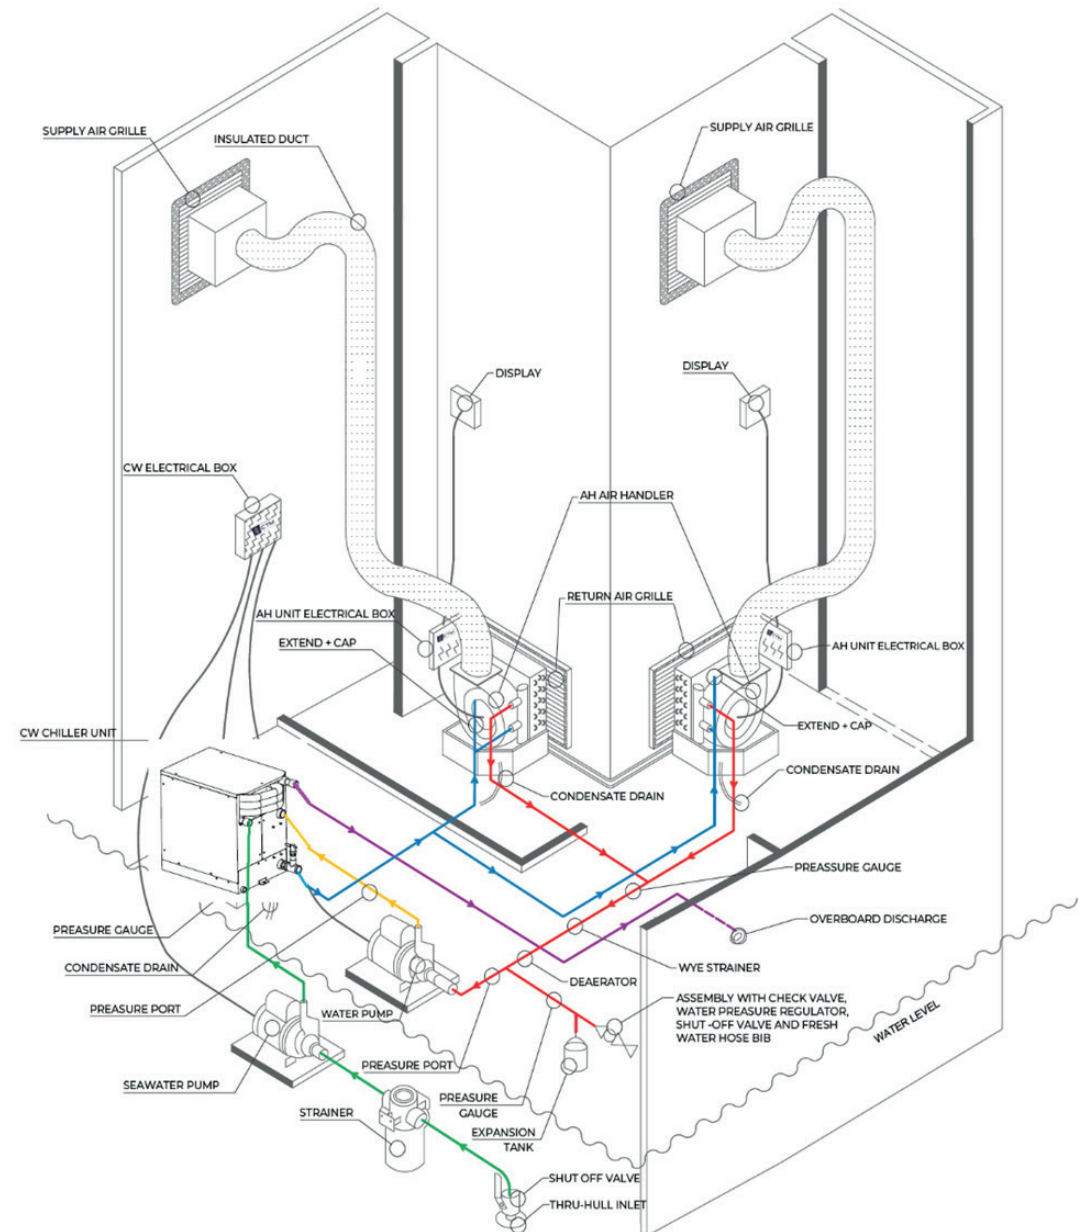 SUPPLY AIR GRILLE
INSULATED DUCT
SUPPLY AIR GRILLE
DISPLAY
DISPLAY
CW ELECTRICAL BOX
AH AIR HANDLER
RETURN AIR GRILLE
AH UNIT ELECTRICAL BOX
EXTEND + CAP
AH UNIT ELECTRICAL BOX
EXTEND + CAP
CW CHILLER UNIT
CONDENSATE DRAIN
CONDENSATE DRAIN
PREASSURE GAUGE
OVERBOARD DISCHARGE
PREASURE GAUGE
CONDENSATE DRAIN
WYE STRAINER
DEAERATOR
PREASURE PORT
WATER PUMP
ASSEMBLY WITH CHECK VALVE,
WATER PREASURE REGULATOR,
SHUT -OFF VALVE AND FRESH
WATER HOSE BIB
WATER LEVEL
PREASURE PORT
SEAWATER PUMP
PREASURE
GAUGE
STRAINER
EXPANSION
TANK
SHUT OFF VALVE
THRU-HULL INLET